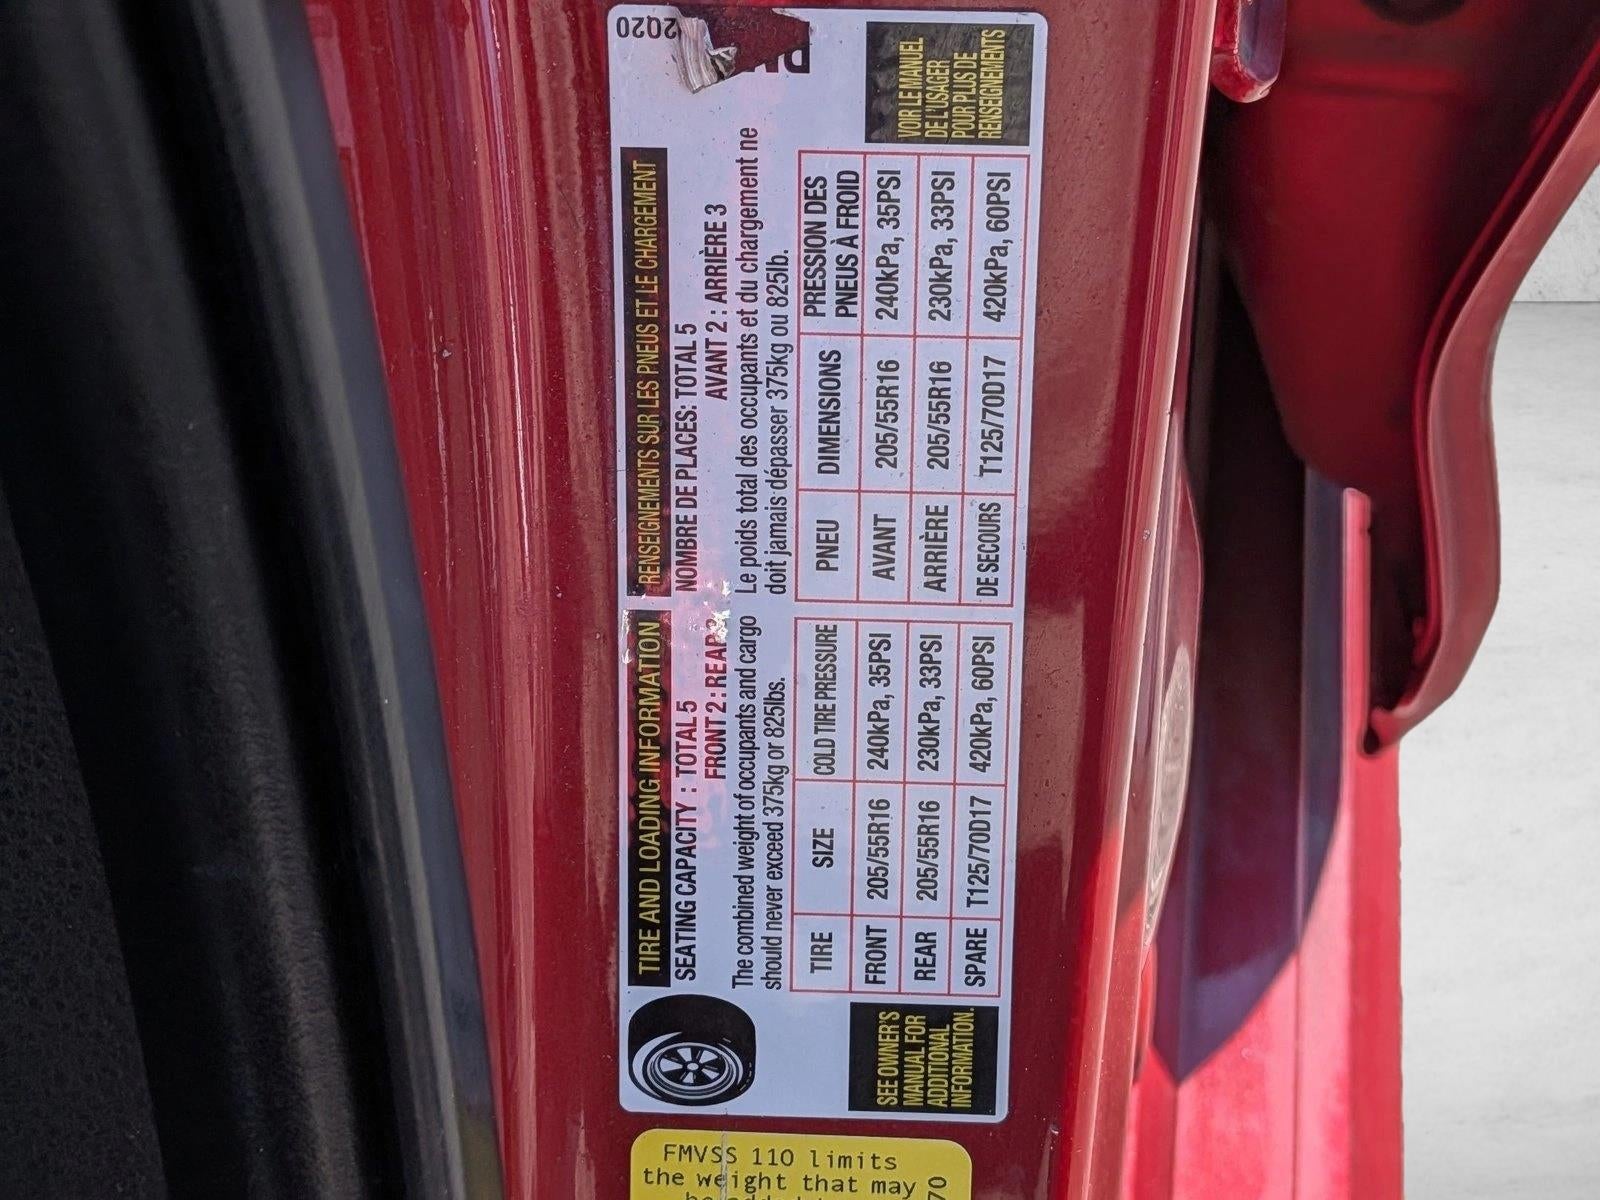 TIRE AND LOADING INFORMATION
SEATING CAPACITY : TOTAL 5
FRONT 2 : REAR 3
The combined weight of occupants and cargo
should never exceed 375kg or 825lbs.
TIRE SIZE COLD TIRE PRESSURE
FRONT 205/55R16 240kPa, 35PSI
REAR 205/55R16 230kPa, 33PSI
SPARE T125/70D17 420kPa, 60PSI
SEE OWNER'S
MANUAL FOR
ADDITIONAL
INFORMATION.
RENSEIGNEMENTS SUR LES PNEUS ET LE CHARGEMENT
NOMBRE DE PLACES: TOTAL 5
AVANT 2 : ARRIÈRE 3
Le poids total des occupants et du chargement ne
doit jamais dépasser 375kg ou 825lb.
PNEU DIMENSIONS PRESSION DES
PNEUS À FROID
AVANT 205/55R16 240kPa, 35PSI
ARRIÈRE 205/55R16 230kPa, 33PSI
DE SECOURS T125/70D17 420kPa, 60PSI
VOIR LE MANUEL
DE L'USAGER
POUR PLUS DE
RENSEIGNEMENTS
2Q20
FMVSS 110 limits
the weight that may
70